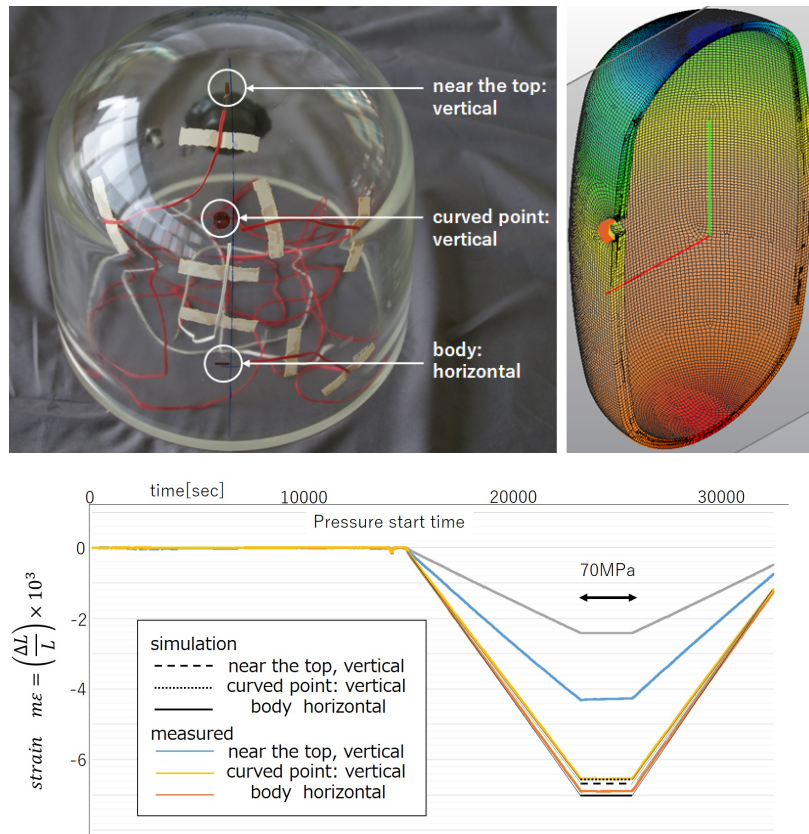 near the top:
vertical
curved point:
vertical
body:
horizontal
0 time[sec] 10000 20000 30000
Pressure start time
0
70MPa
-2
-4
-6
strain mε = (ΔL/L) × 10³
simulation
near the top, vertical
curved point: vertical
body horizontal
measured
near the top, vertical
curved point: vertical
body horizontal